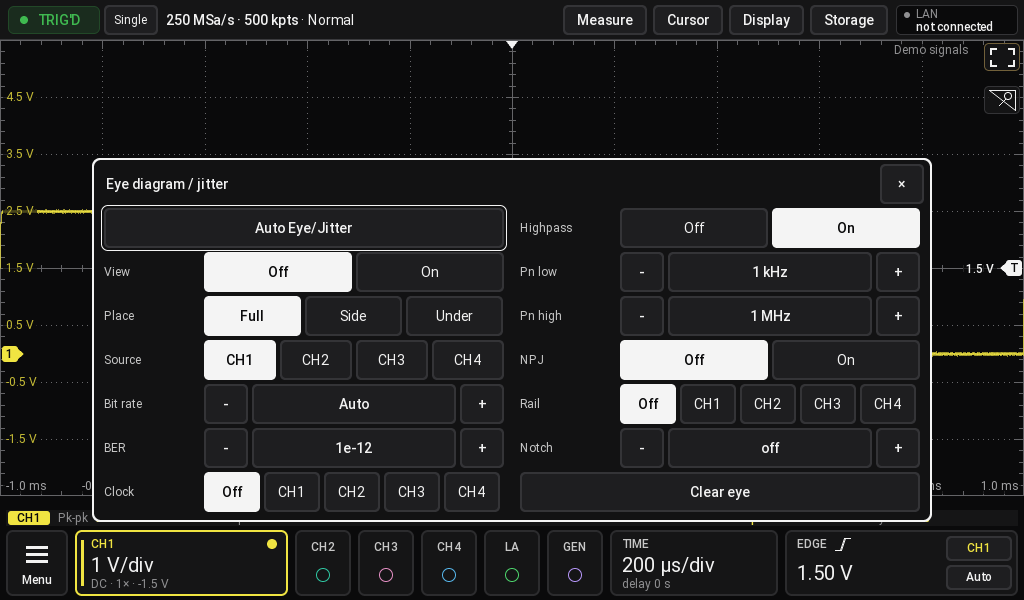 TRIG'D Single 250 MSa/s · 500 kpts · Normal Measure Cursor Display Storage LAN
not connected
Demo signals
4.5 V
3.5 V
Eye diagram / jitter ×
2.5 V Auto Eye/Jitter Highpass Off On
1.5 V View Off On Pn low - 1 kHz + 1.5 V T
Place Full Side Under Pn high - 1 MHz +
0.5 V
1 Source CH1 CH2 CH3 CH4 NPJ Off On
-0.5 V
Bit rate - Auto + Rail Off CH1 CH2 CH3 CH4
-1.5 V BER - 1e-12 + Notch - off +
-1.0 ms Clock Off CH1 CH2 CH3 CH4 Clear eye 1.0 ms
CH1 Pk-pk
Menu
CH1
1 V/div
DC · 1× · -1.5 V
CH2 CH3 CH4 LA GEN
TIME
200 µs/div
delay 0 s
EDGE
1.50 V
CH1
Auto